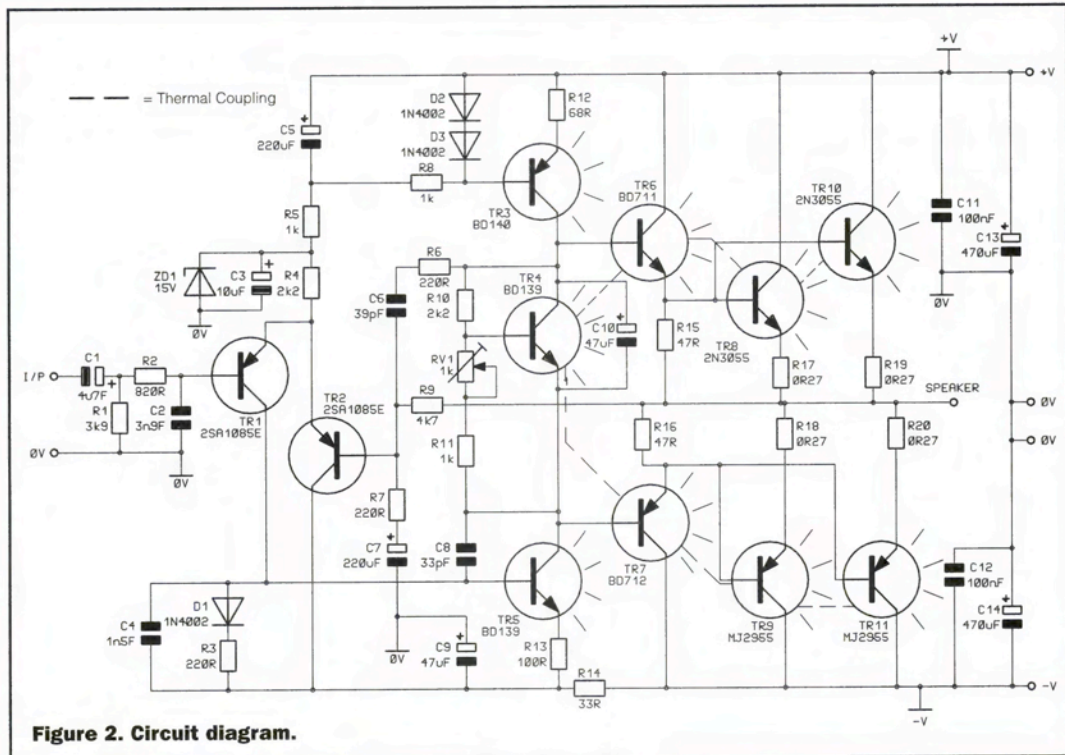 +V
+V
— — = Thermal Coupling
D2
1N4002
D3
1N4002
R12
68R
C5
220uF
R8
1k
TR3
BD140
TR6
BD711
TR10
2N3055
C11
100nF
C13
470uF
R5
1k
ZD1
15V
C3
10uF
R4
2k2
0V
R6
220R
R10
2k2
TR4
BD139
C6
39pF
C10
47uF
R15
47R
TR8
2N3055
0V
I/P
C1
4u7F
R2
820R
R1
3k9
C2
3n9F
TR1
2SA1085E
0V
0V
TR2
2SA1085E
RV1
1k
R9
4k7
R17
0R27
R19
0R27
SPEAKER
0V
0V
R11
1k
R16
47R
R18
0R27
R20
0R27
R7
220R
C7
220uF
C8
33pF
TR7
BD712
C4
1n5F
D1
1N4002
R3
220R
0V
C9
47uF
TR5
BD139
R13
100R
R14
33R
TR9
MJ2955
TR11
MJ2955
C12
100nF
C14
470uF
-V
-V
Figure 2. Circuit diagram.